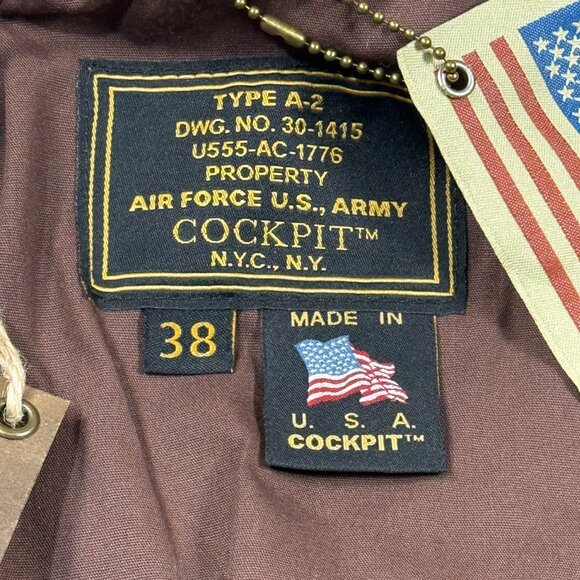 TYPE A-2
DWG. NO. 30-1415
U555-AC-1776
PROPERTY
AIR FORCE U.S., ARMY
COCKPIT™
N.Y.C., N.Y.
38
MADE IN
U. S. A.
COCKPIT™